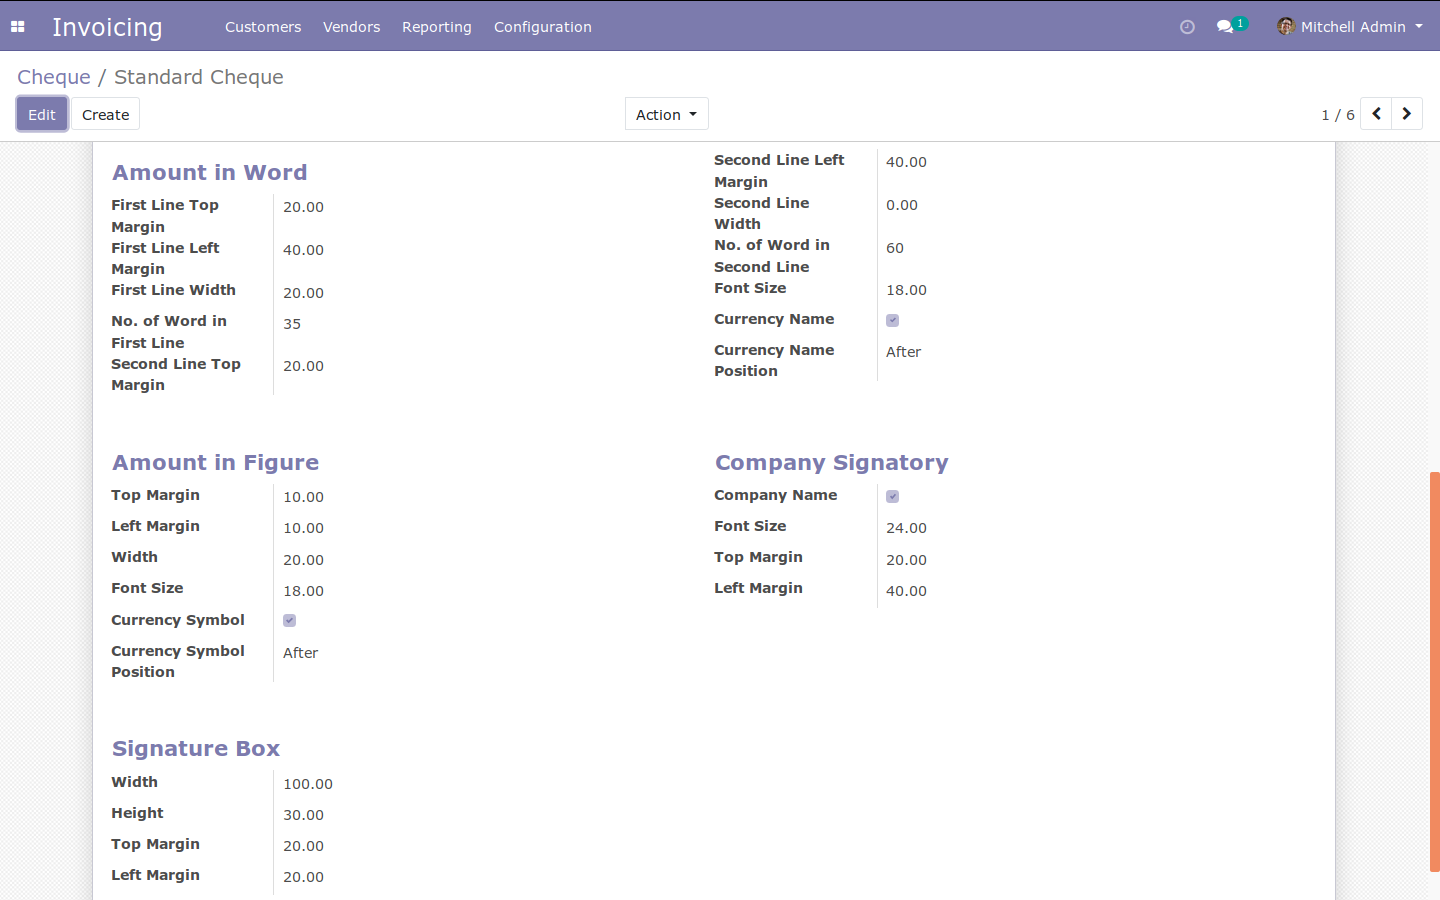 Invoicing Customers Vendors Reporting Configuration 1 Mitchell Admin
Cheque / Standard Cheque
Edit Create Action 1 / 6
Amount in Word
First Line Top
Margin
20.00
First Line Left
Margin
40.00
First Line Width 20.00
No. of Word in
First Line
35
Second Line Top
Margin
20.00
Second Line Left
Margin
40.00
Second Line
Width
0.00
No. of Word in
Second Line
60
Font Size 18.00
Currency Name
Currency Name
Position
After
Amount in Figure
Top Margin 10.00
Left Margin 10.00
Width 20.00
Font Size 18.00
Currency Symbol
Currency Symbol
Position
After
Company Signatory
Company Name
Font Size 24.00
Top Margin 20.00
Left Margin 40.00
Signature Box
Width 100.00
Height 30.00
Top Margin 20.00
Left Margin 20.00